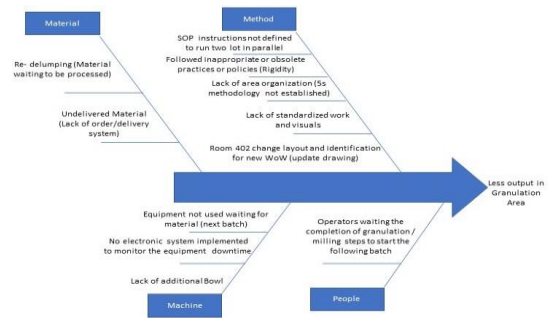 Material
Method
SOP instructions not defined
to run two lot in parallel
Followed inappropriate or obsolete
practices or policies (Rigidity)
Lack of area organization (5s
methodology not established)
Lack of standardized work
and visuals
Room 402 change layout and identification
for new WoW (update drawing)
Re- delumping (Material
waiting to be processed)
Undelivered Material
(Lack of order/delivery
system)
Less output in
Granulation
Area
Equipment not used waiting for
material (next batch)
No electronic system implemented
to monitor the equipment downtime
Lack of additional Bowl
Operators waiting the
completion of granulation /
milling steps to start the
following batch
Machine
People